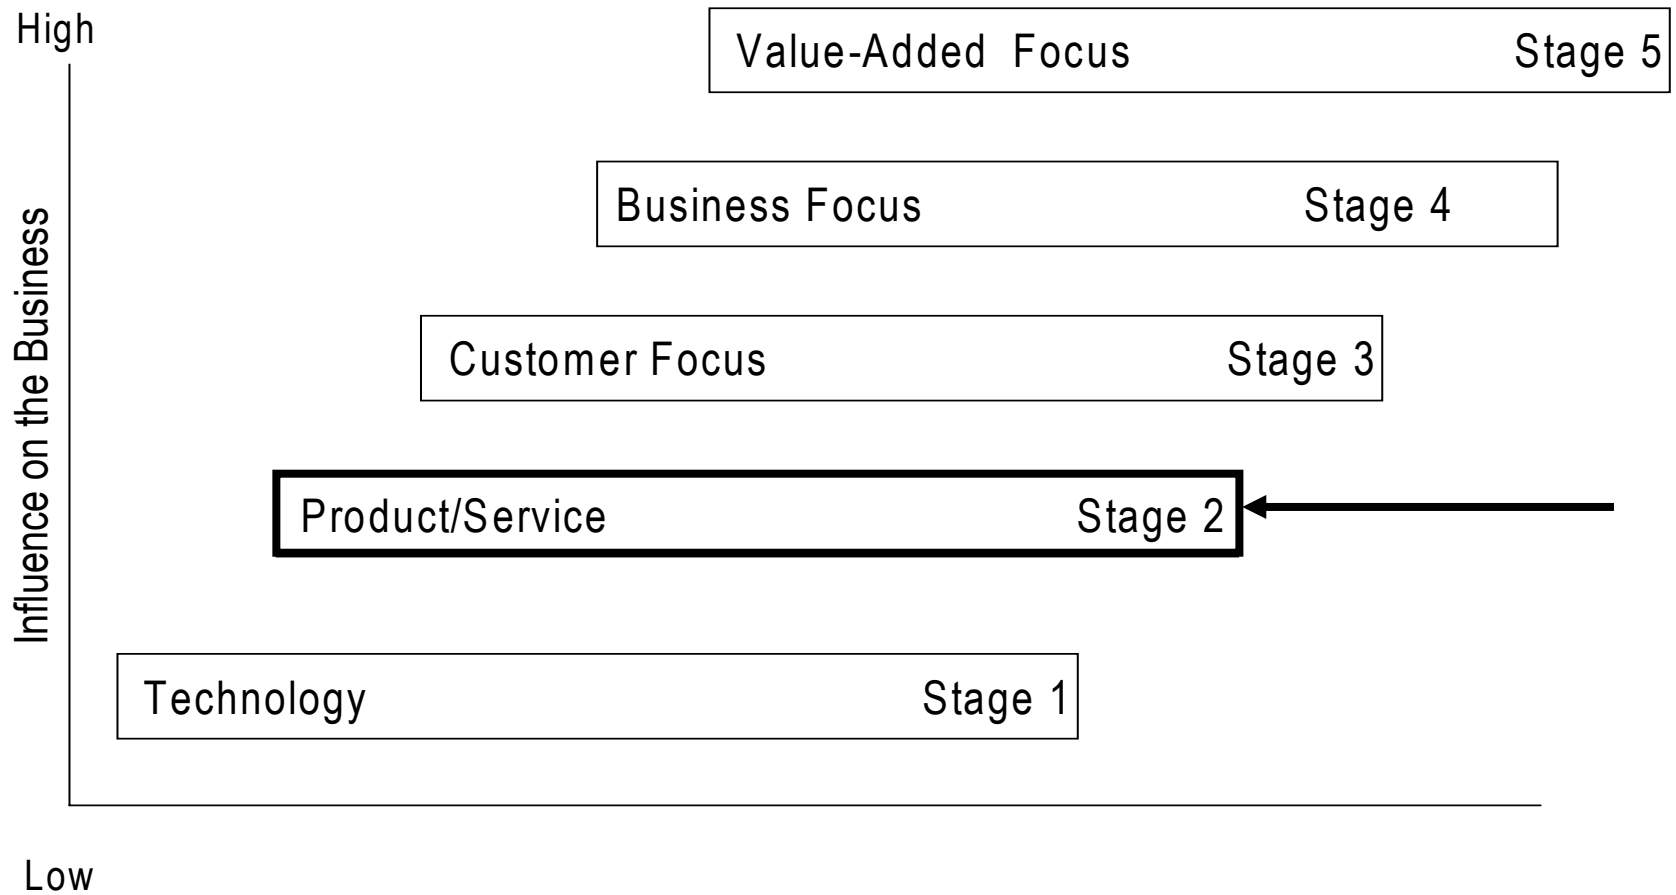 High
Value-Added Focus Stage 5
Business Focus Stage 4
Customer Focus Stage 3
Product/Service Stage 2
Technology Stage 1
Influence on the Business
Low